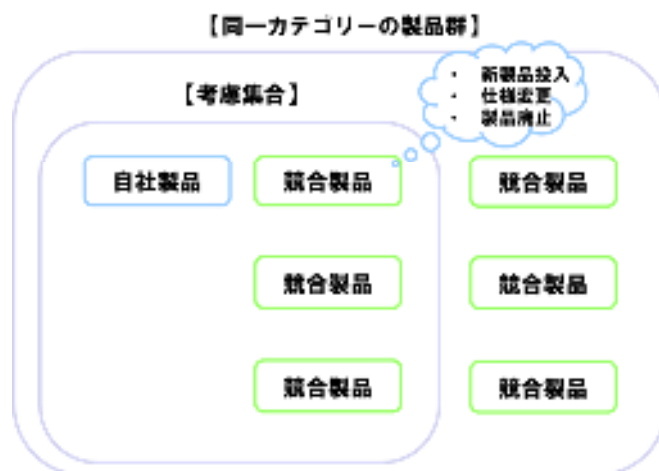 【同一カテゴリーの製品群】
・ 新製品投入
・ 仕様変更
・ 製品廃止
【考慮集合】
自社製品 競合製品 競合製品
競合製品 競合製品
競合製品 競合製品